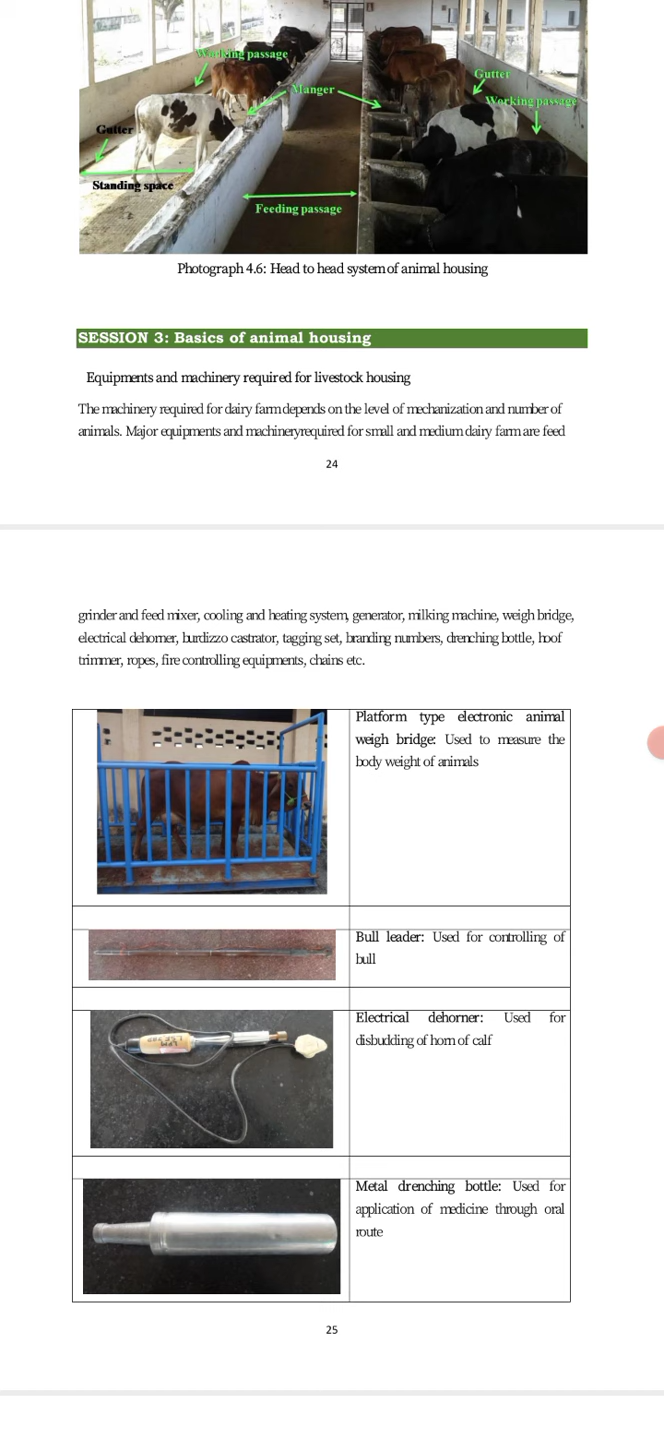 Working passage
Manger
Gutter
Working passage
Gutter
Standing space
Feeding passage
Photograph 4.6: Head to head system of animal housing
SESSION 3: Basics of animal housing
Equipments and machinery required for livestock housing
The machinery required for dairy farm depends on the level of mechanization and number of
animals. Major equipments and machinery required for small and medium dairy farm are feed
24
grinder and feed mixer, cooling and heating system, generator, milking machine, weigh bridge,
electrical dehorner, burdizzo castrator, tagging set, branding numbers, drenching bottle, hoof
trimmer, ropes, fire controlling equipments, chains etc.
Platform type electronic animal
weigh bridge: Used to measure the
body weight of animals
Bull leader: Used for controlling of
bull
Electrical dehorner: Used for
disbudding of horn of calf
Metal drenching bottle: Used for
application of medicine through oral
route
25